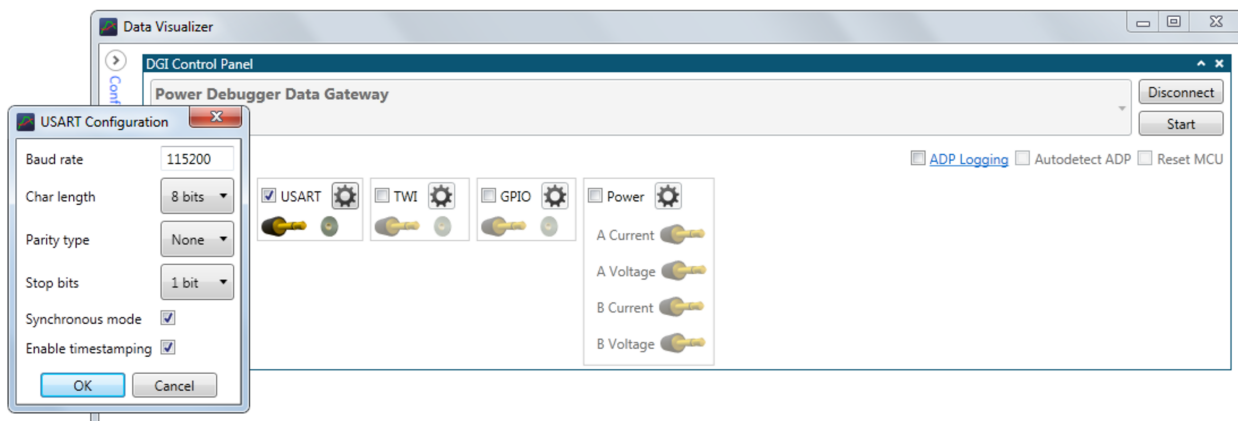 Data Visualizer
DGI Control Panel
Power Debugger Data Gateway
Disconnect
Start
ADP Logging Autodetect ADP Reset MCU
USART TWI GPIO Power
A Current
A Voltage
B Current
B Voltage
USART Configuration
Baud rate 115200
Char length 8 bits
Parity type None
Stop bits 1 bit
Synchronous mode
Enable timestamping
OK Cancel